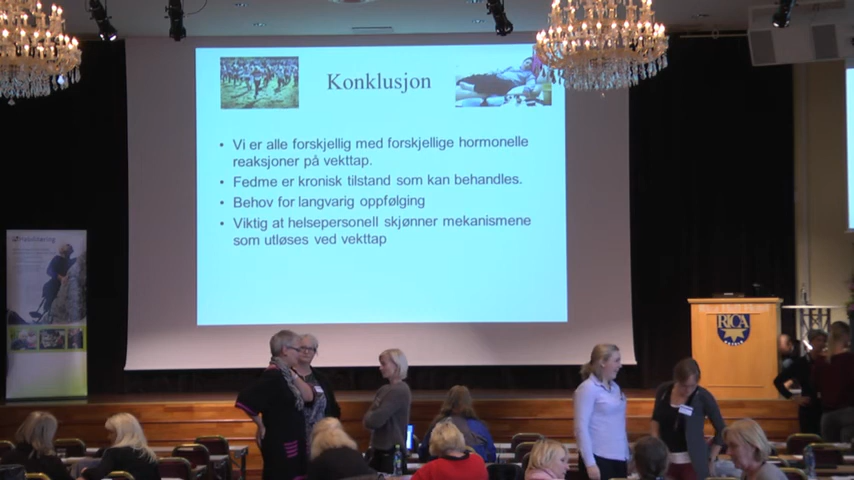 Konklusjon
• Vi er alle forskjellig med forskjellige hormonelle
reaksjoner på vekttap.
• Fedme er kronisk tilstand som kan behandles.
• Behov for langvarig oppfølging
• Viktig at helsepersonell skjønner mekanismene
som utløses ved vekttap
RICA